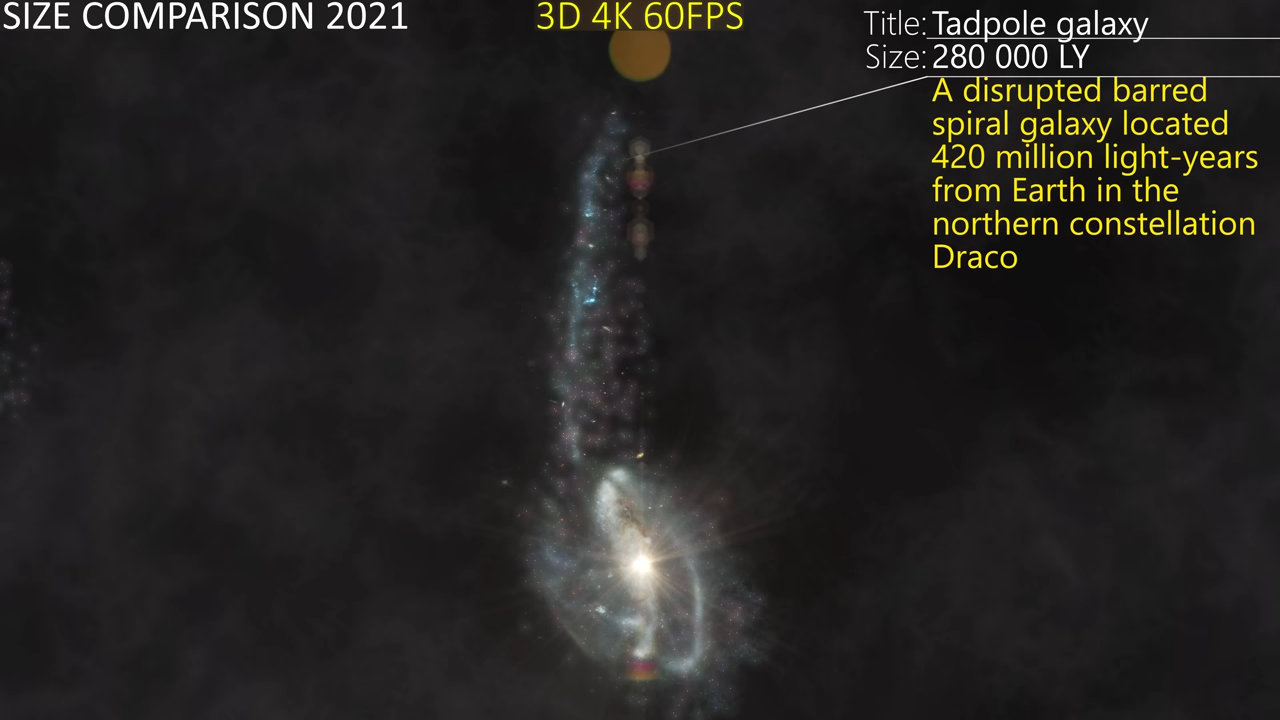 SIZE COMPARISON 2021
3D 4K 60FPS
Title: Tadpole galaxy
Size: 280 000 LY
A disrupted barred
spiral galaxy located
420 million light-years
from Earth in the
northern constellation
Draco